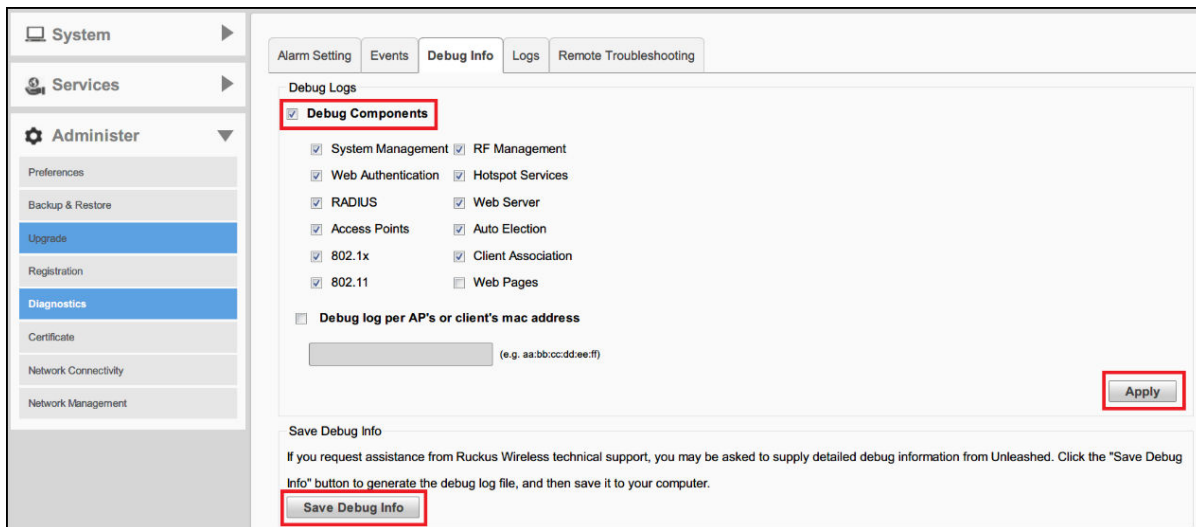 System
Services
Administer
Preferences
Backup & Restore
Upgrade
Registration
Diagnostics
Certificate
Network Connectivity
Network Management
Alarm Setting Events Debug Info Logs Remote Troubleshooting
Debug Logs
Debug Components
System Management RF Management
Web Authentication Hotspot Services
RADIUS Web Server
Access Points Auto Election
802.1x Client Association
802.11 Web Pages
Debug log per AP's or client's mac address
(e.g. aa:bb:cc:dd:ee:ff)
Apply
Save Debug Info
If you request assistance from Ruckus Wireless technical support, you may be asked to supply detailed debug information from Unleashed. Click the "Save Debug
Info" button to generate the debug log file, and then save it to your computer.
Save Debug Info